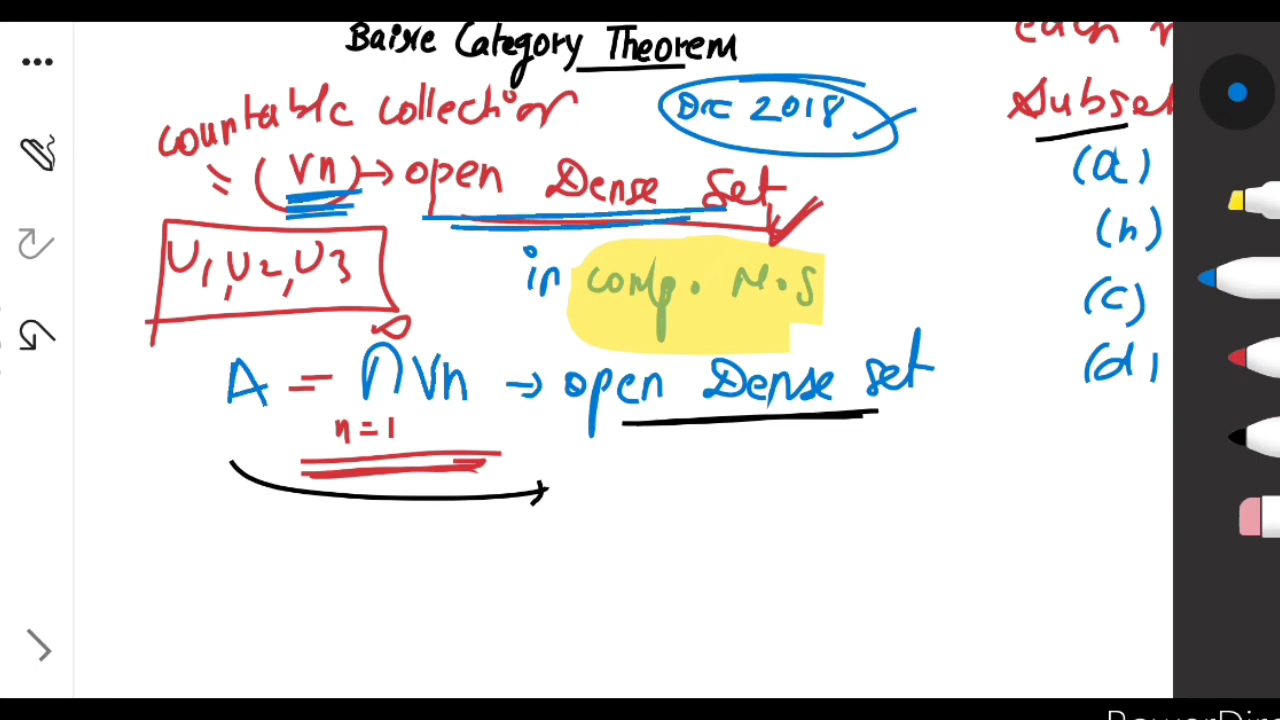 Baire Category Theorem
each
countable collection
Dec 2018
Subset
= (Vn) → open Dense Set
(a)
U1, U2, U3
in comp. M.S
(b)
(c)
∞
A = ∩ Vn → open Dense set
n=1
(d)